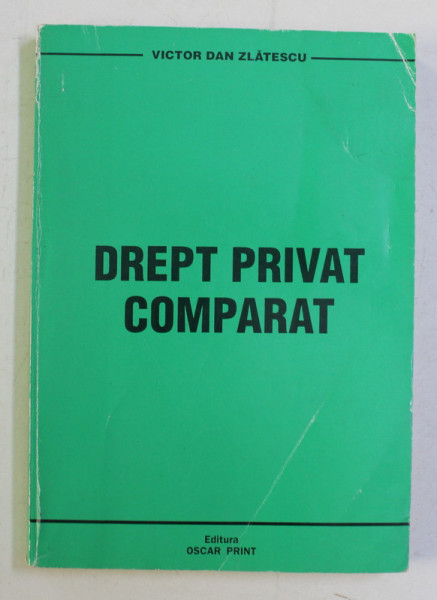 VICTOR DAN ZLĂTESCU
DREPT PRIVAT
COMPARAT
Editura
OSCAR PRINT